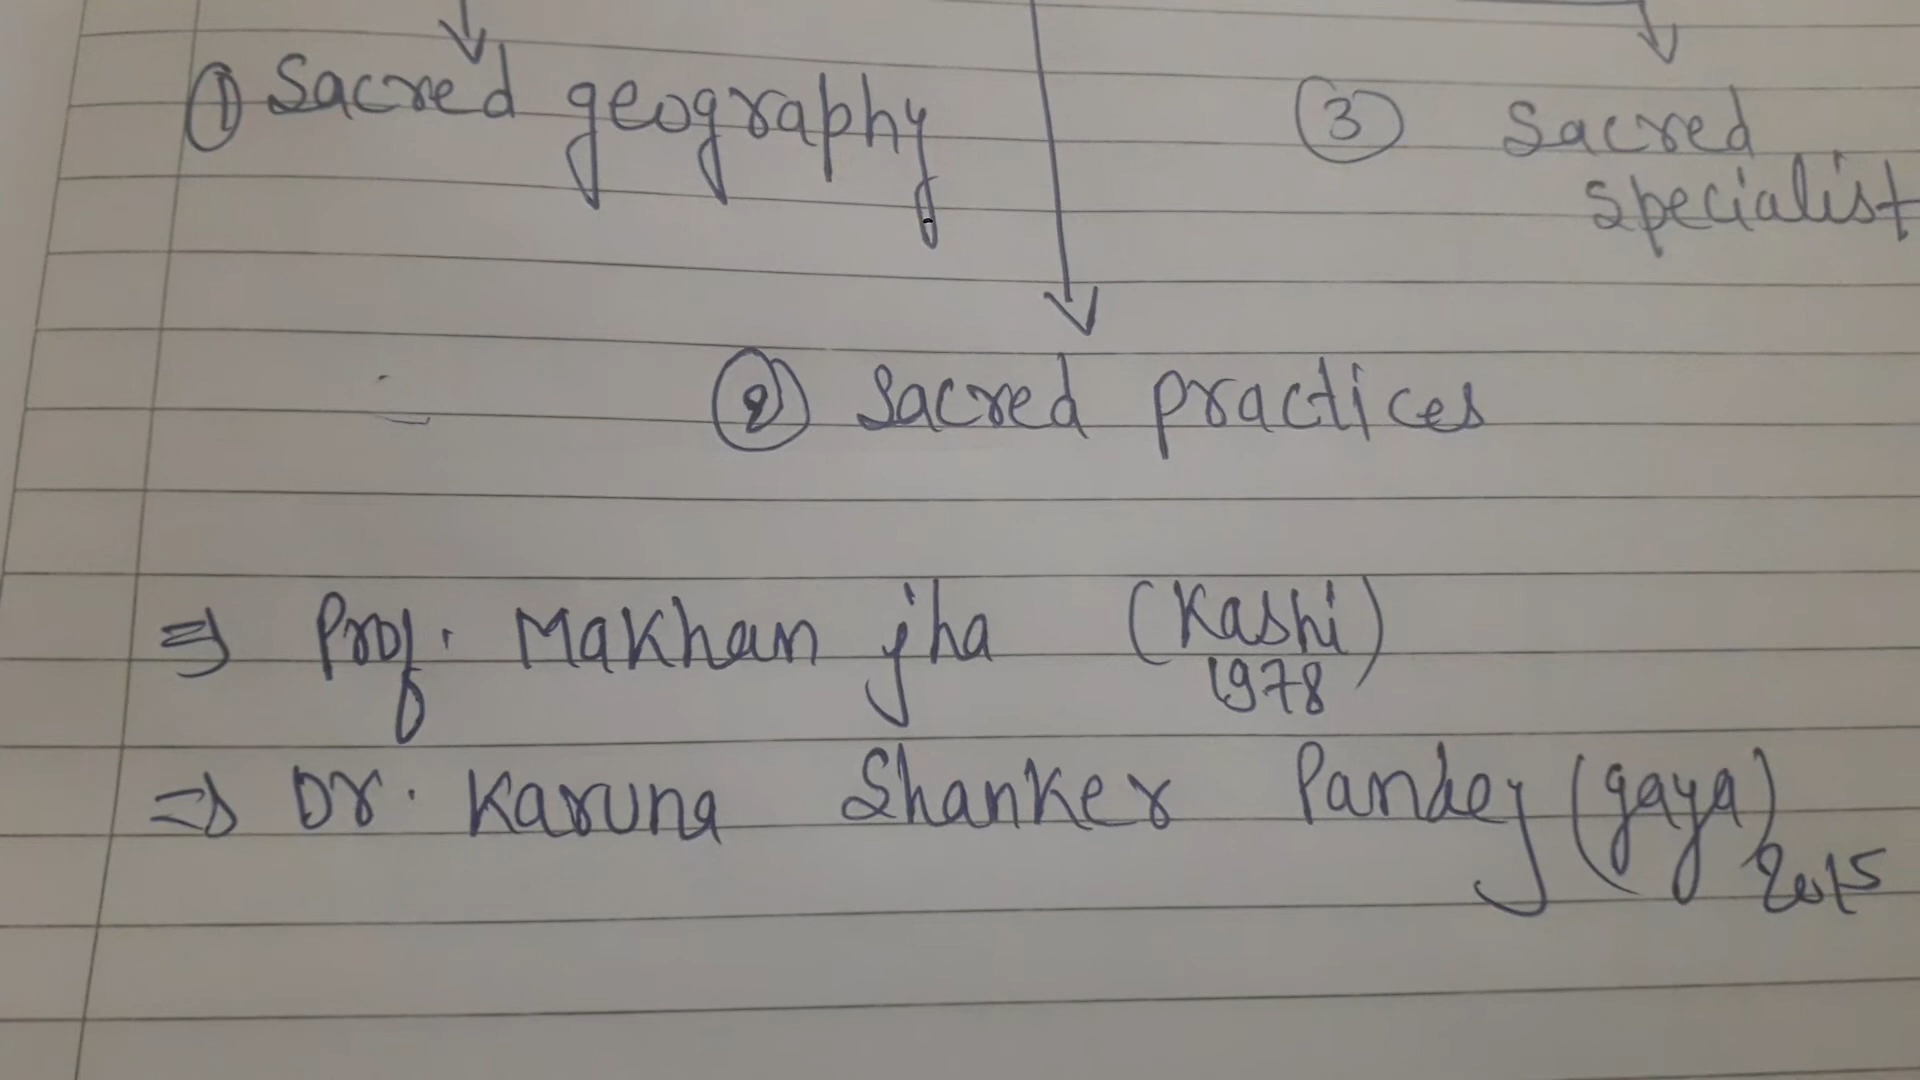 ① Sacred geography
③ Sacred
specialist
② Sacred practices
⇒ Prof. Makhan jha (Kashi)
1978
⇒ Dr. Karuna Shanker Pandey (gaya)
2015